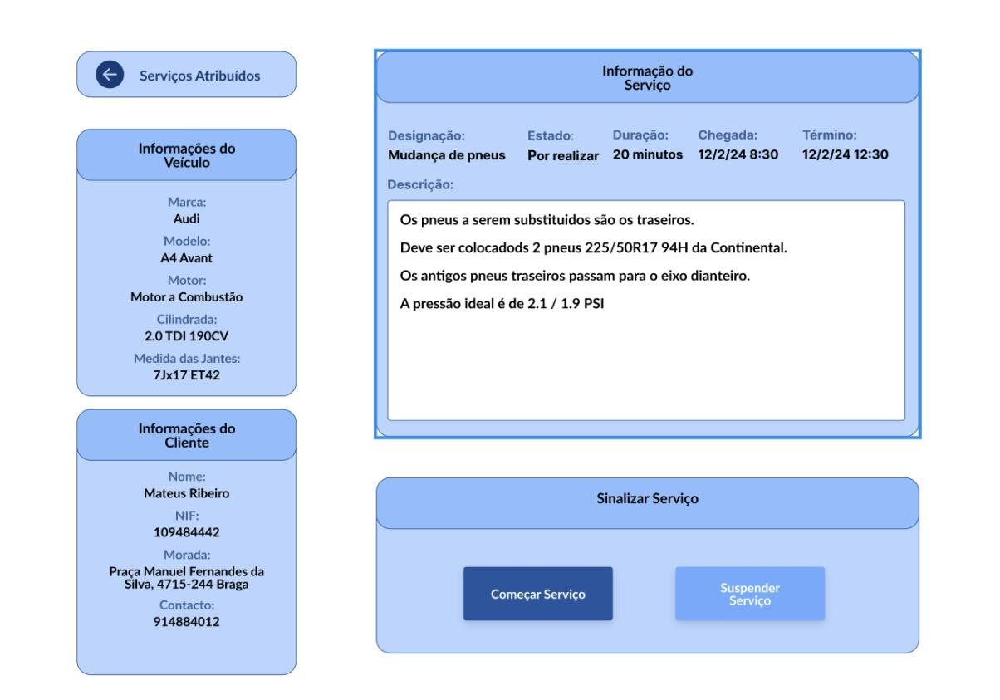 Serviços Atribuídos
Informações do
Veículo
Marca:
Audi
Modelo:
A4 Avant
Motor:
Motor a Combustão
Cilindrada:
2.0 TDI 190CV
Medida das Jantes:
7Jx17 ET42
Informações do
Cliente
Nome:
Mateus Ribeiro
NIF:
109484442
Morada:
Praça Manuel Fernandes da
Silva, 4715-244 Braga
Contacto:
914884012
Informação do
Serviço
Designação: Estado: Duração: Chegada: Término:
Mudança de pneus Por realizar 20 minutos 12/2/24 8:30 12/2/24 12:30
Descrição:
Os pneus a serem substituidos são os traseiros.
Deve ser colocadods 2 pneus 225/50R17 94H da Continental.
Os antigos pneus traseiros passam para o eixo dianteiro.
A pressão ideal é de 2.1 / 1.9 PSI
Sinalizar Serviço
Começar Serviço
Suspender
Serviço